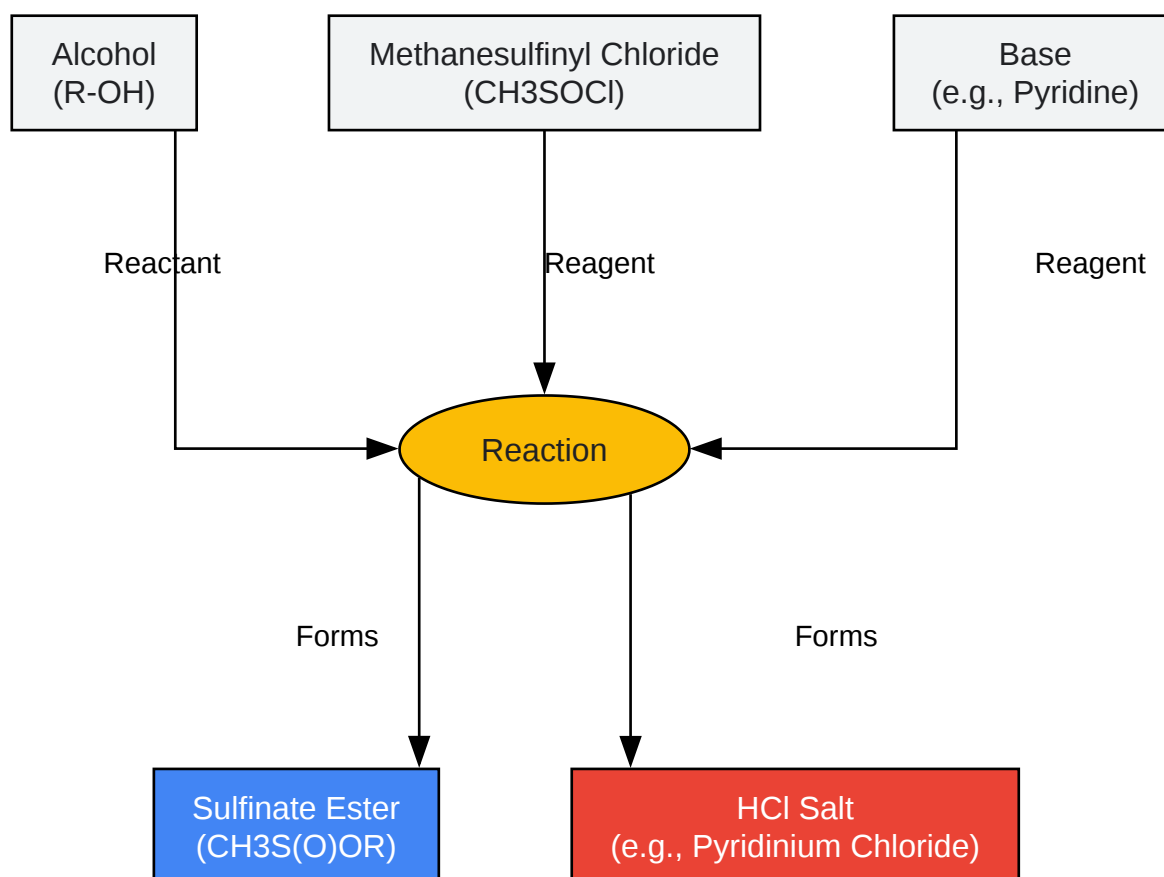 Alcohol
(R-OH)
Methanesulfinyl Chloride
(CH3SOCl)
Base
(e.g., Pyridine)
Reactant
Reagent
Reagent
Reaction
Forms
Forms
Sulfinate Ester
(CH3S(O)OR)
HCl Salt
(e.g., Pyridinium Chloride)